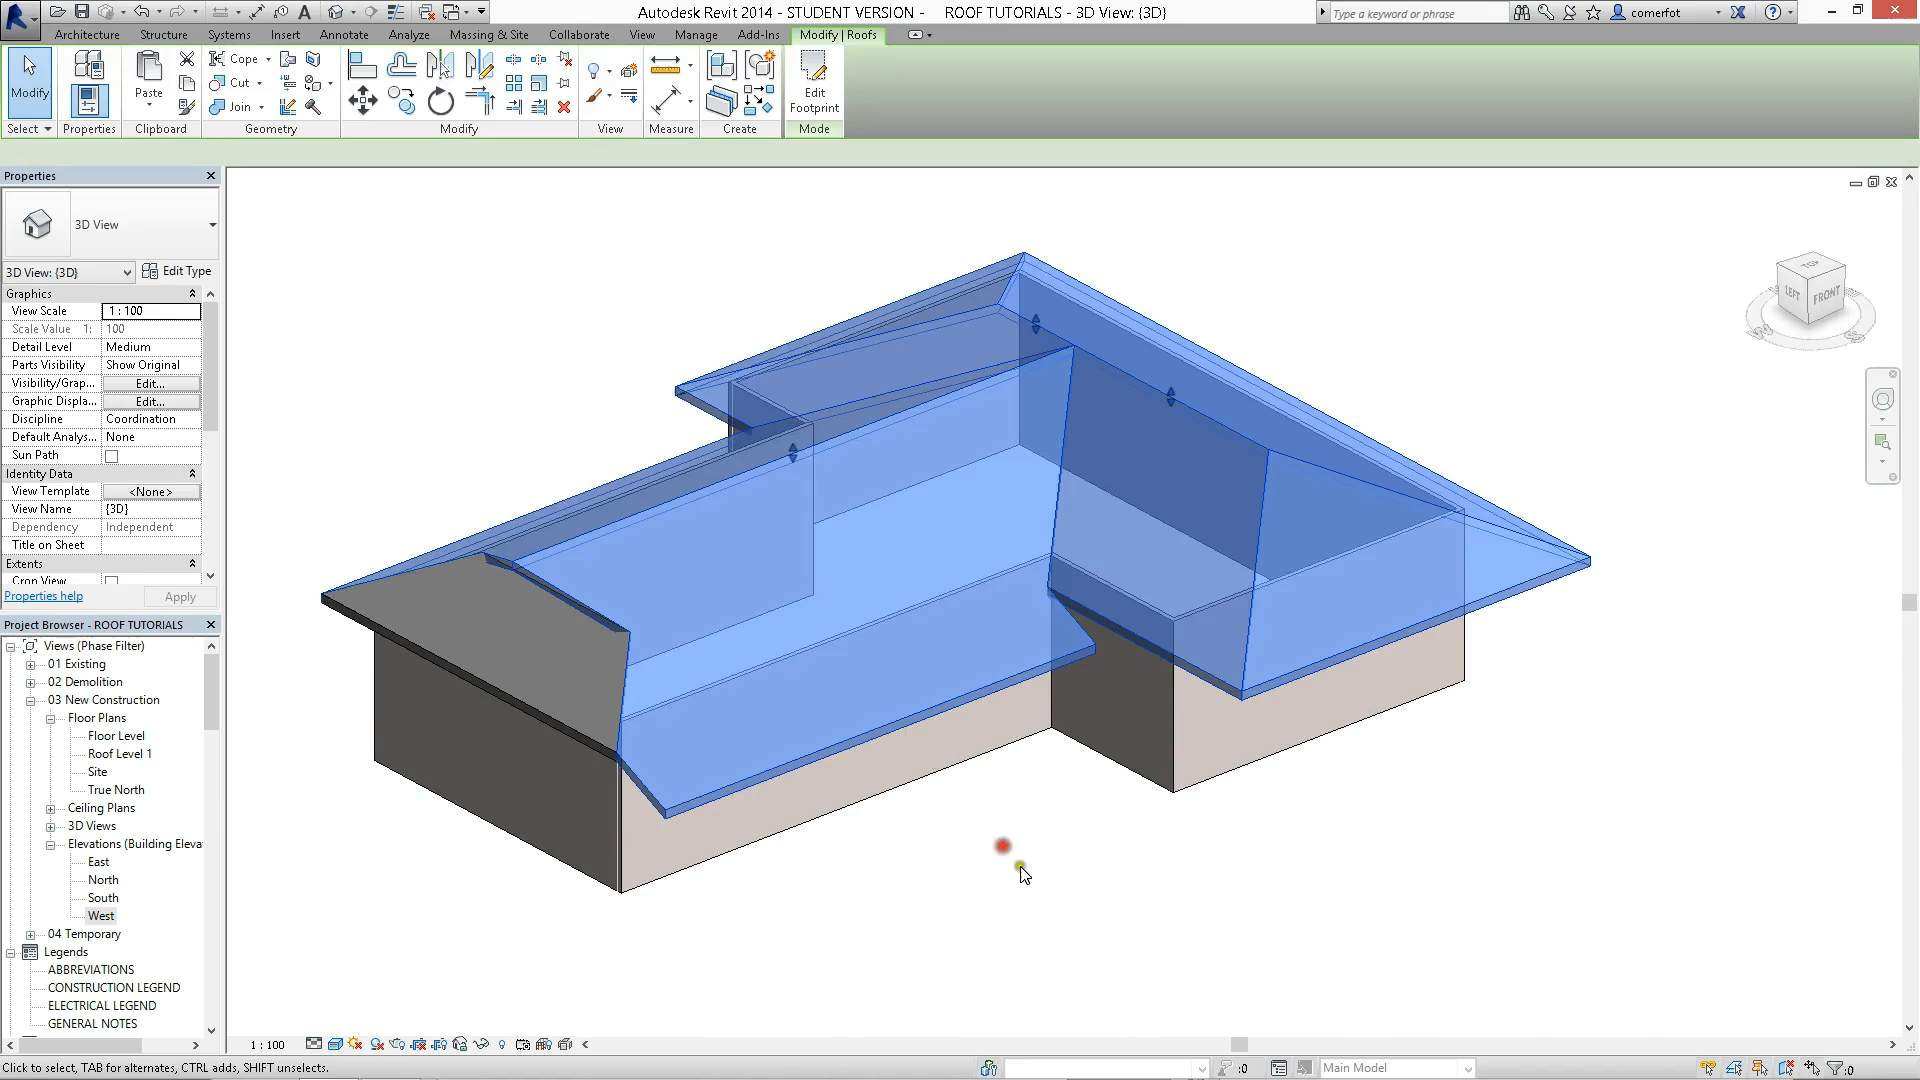 Autodesk Revit 2014 - STUDENT VERSION - ROOF TUTORIALS - 3D View: {3D}
Type a keyword or phrase
comerfot
Architecture Structure Systems Insert Annotate Analyze Massing & Site Collaborate View Manage Add-Ins Modify | Roofs
Modify
Paste
Cope
Cut
Join
Edit
Footprint
Select Properties Clipboard Geometry Modify View Measure Create Mode
Properties
3D View
3D View: {3D} Edit Type
Graphics
View Scale 1 : 100
Scale Value 1: 100
Detail Level Medium
Parts Visibility Show Original
Visibility/Grap... Edit...
Graphic Displa... Edit...
Discipline Coordination
Default Analys... None
Sun Path
Identity Data
View Template <None>
View Name {3D}
Dependency Independent
Title on Sheet
Extents
Crop View
Properties help Apply
Project Browser - ROOF TUTORIALS
Views (Phase Filter)
01 Existing
02 Demolition
03 New Construction
Floor Plans
Floor Level
Roof Level 1
Site
True North
Ceiling Plans
3D Views
Elevations (Building Eleva
East
North
South
West
04 Temporary
Legends
ABBREVIATIONS
CONSTRUCTION LEGEND
ELECTRICAL LEGEND
GENERAL NOTES
TOP
LEFT
FRONT
1 : 100
Click to select, TAB for alternates, CTRL adds, SHIFT unselects.
:0
Main Model
:0